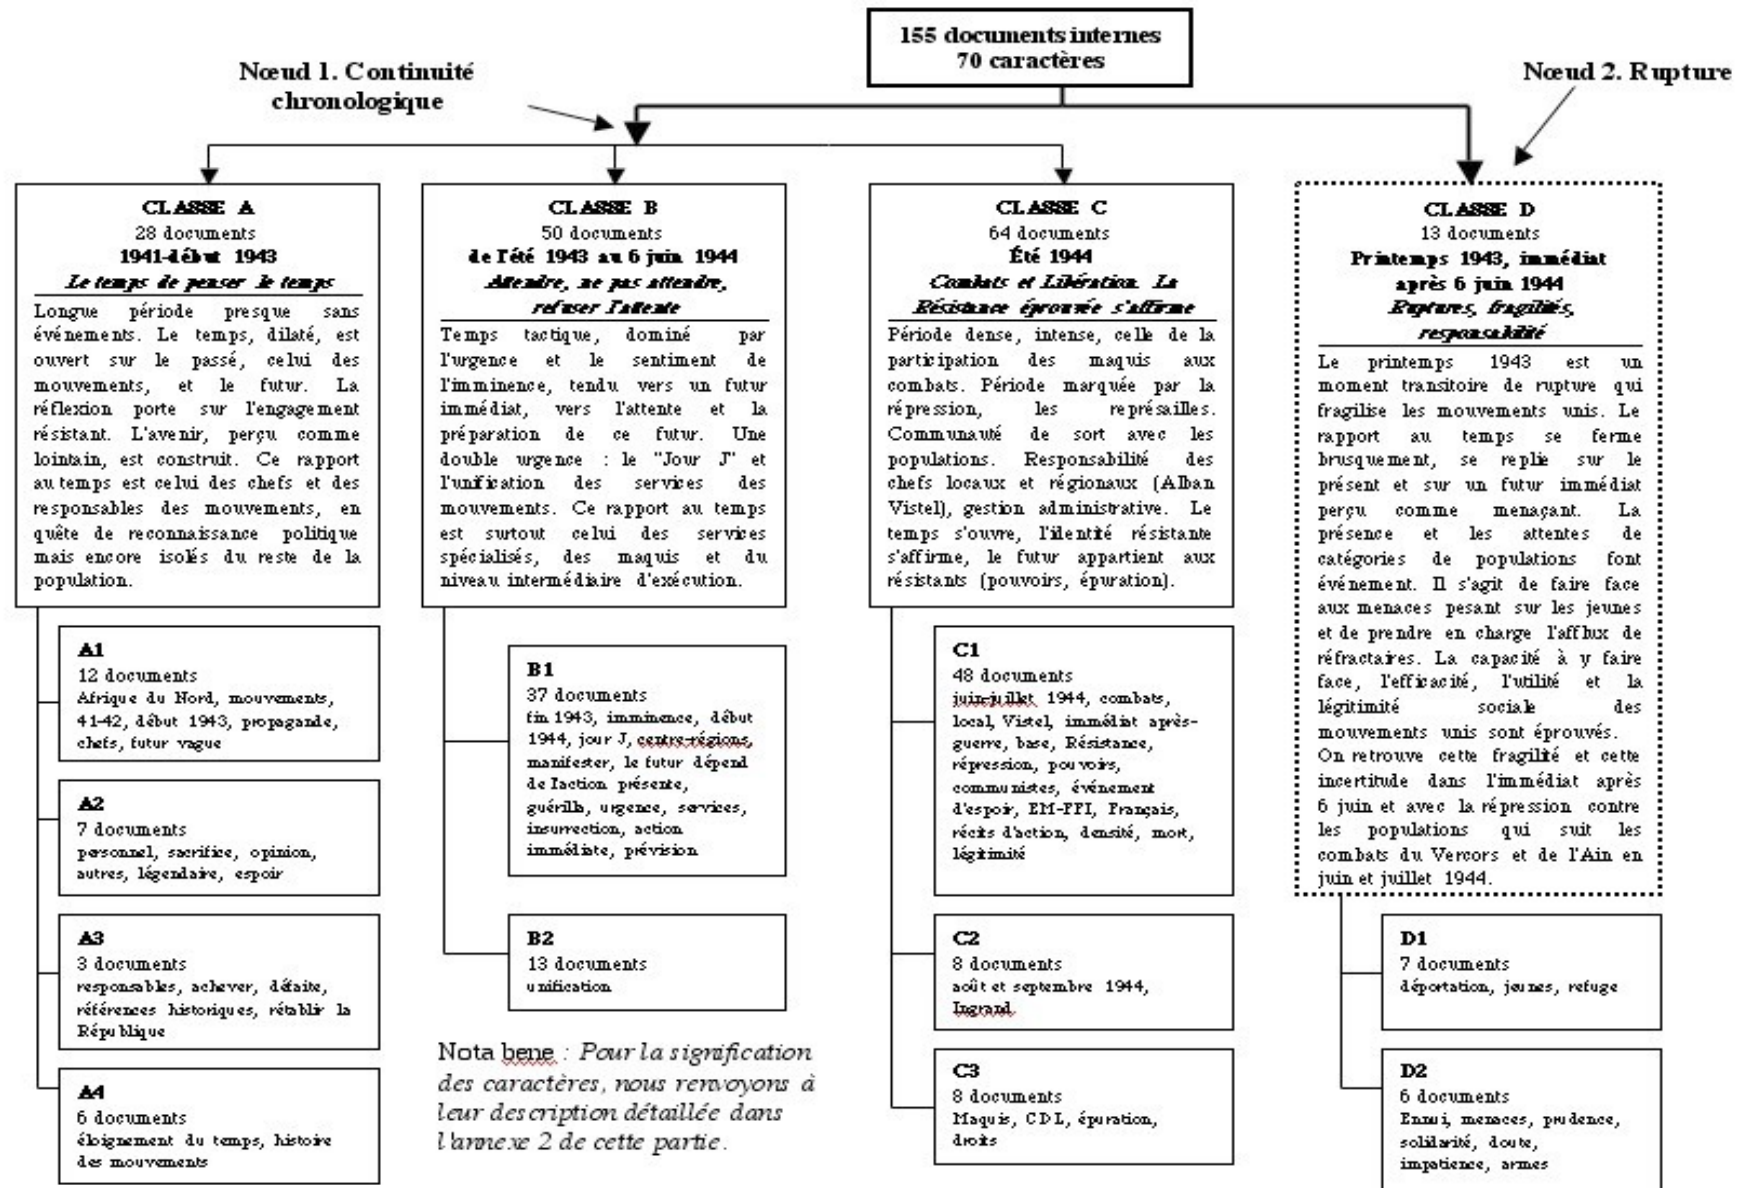 155 documents internes
70 caractères
Nœud 1. Continuité
chronologique
Nœud 2. Rupture
CLASSE A
28 documents
1941-début 1943
Le temps de penser le temps
Longue période presque sans
événements. Le temps, dilaté, est
ouvert sur le passé, celui des
mouvements, et le futur. La
réflexion porte sur l'engagement
résistant. L'avenir, perçu comme
lointain, est construit. Ce rapport
au temps est celui des chefs et des
responsables des mouvements, en
quête de reconnaissance politique
mais encore isolés du reste de la
population.
A1
12 documents
Afrique du Nord, mouvements,
41-42, début 1943, propagande,
chefs, futur vague
A2
7 documents
personnel, sacrifice, opinion,
autres, légendaire, espoir
A3
3 documents
responsables, achever, défaite,
références historiques, rétablir la
République
A4
6 documents
éloignement du temps, histoire
des mouvements
CLASSE B
50 documents
de l'été 1943 au 6 juin 1944
Attendre, ne pas attendre,
refuser l'attente
Temps tactique, dominé par
l'urgence et le sentiment de
l'imminence, tendu vers un futur
immédiat, vers l'attente et la
préparation de ce futur. Une
double urgence : le "Jour J" et
l'unification des services des
mouvements. Ce rapport au temps
est surtout celui des services
spécialisés, des maquis et du
niveau intermédiaire d'exécution.
B1
37 documents
fin 1943, imminence, début
1944, jour J, centre-régions,
manifester, le futur dépend
de l'action présente,
guérilla, urgence, services,
insurrection, action
immédiate, prévision
B2
13 documents
unification
Nota bene : Pour la signification
des caractères, nous renvoyons à
leur description détaillée dans
l'annexe 2 de cette partie.
CLASSE C
64 documents
Été 1944
Combats et Libération. La
Résistance éprouvée s'affirme
Période dense, intense, celle de la
participation des maquis aux
combats. Période marquée par la
répression, les représailles.
Communauté de sort avec les
populations. Responsabilité des
chefs locaux et régionaux (Alban
Vistel), gestion administrative. Le
temps s'ouvre, l'identité résistante
s'affirme, le futur appartient aux
résistants (pouvoirs, épuration).
C1
48 documents
juin-juillet 1944, combats,
local, Vistel, immédiat après-
guerre, base, Résistance,
répression, pouvoirs,
communistes, événement
d'espoir, EM-FFI, Français,
récits d'action, densité, mort,
légitimité
C2
8 documents
août et septembre 1944,
Ingrand
C3
8 documents
Maquis, CDL, épuration,
droits
CLASSE D
13 documents
Printemps 1943, immédiat
après 6 juin 1944
Ruptures, fragilités,
responsabilité
Le printemps 1943 est un
moment transitoire de rupture qui
fragilise les mouvements unis. Le
rapport au temps se ferme
brusquement, se replie sur le
présent et sur un futur immédiat
perçu comme menaçant. La
présence et les attentes de
catégories de populations font
événement. Il s'agit de faire face
aux menaces pesant sur les jeunes
et de prendre en charge l'afflux de
réfractaires. La capacité à y faire
face, l'efficacité, l'utilité et la
légitimité sociale des
mouvements unis sont éprouvés.
On retrouve cette fragilité et cette
incertitude dans l'immédiat après
6 juin et avec la répression contre
les populations qui suit les
combats du Vercors et de l'Ain en
juin et juillet 1944.
D1
7 documents
déportation, jeunes, refuge
D2
6 documents
Ennui, menaces, prudence,
solidarité, doute,
impatience, armes